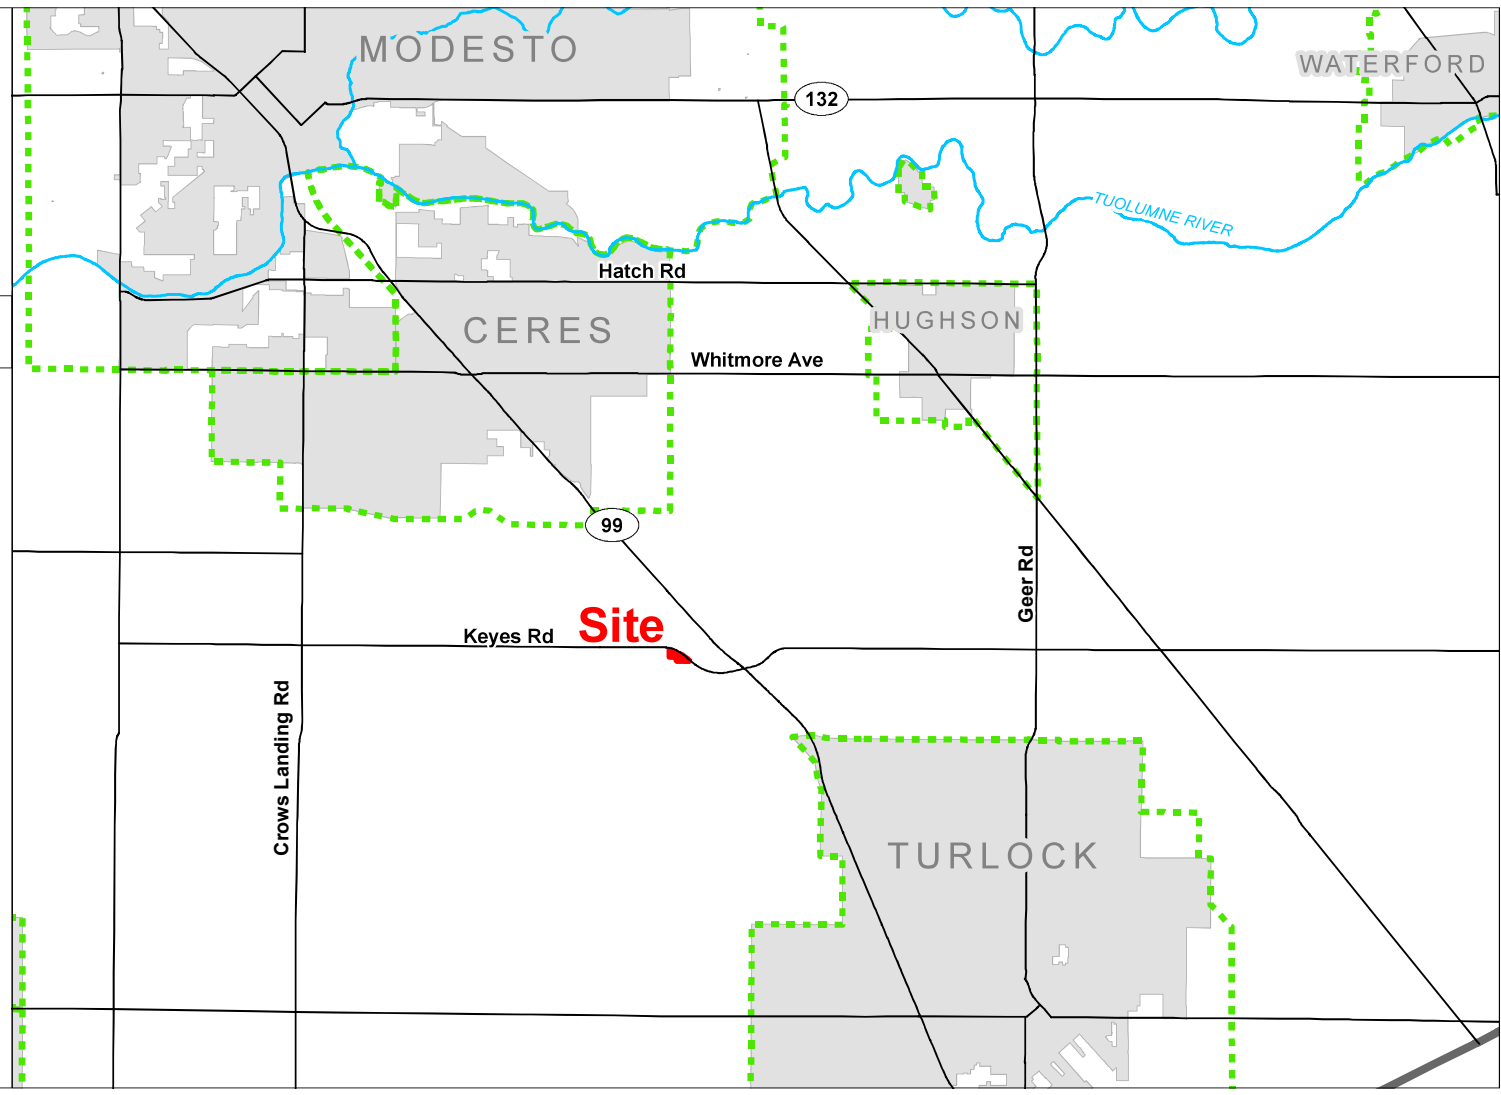 MODESTO
WATERFORD
132
TUOLUMNE RIVER
Hatch Rd
HUGHSON
CERES
Whitmore Ave
99
Geer Rd
Site
Keyes Rd
Crows Landing Rd
TURLOCK